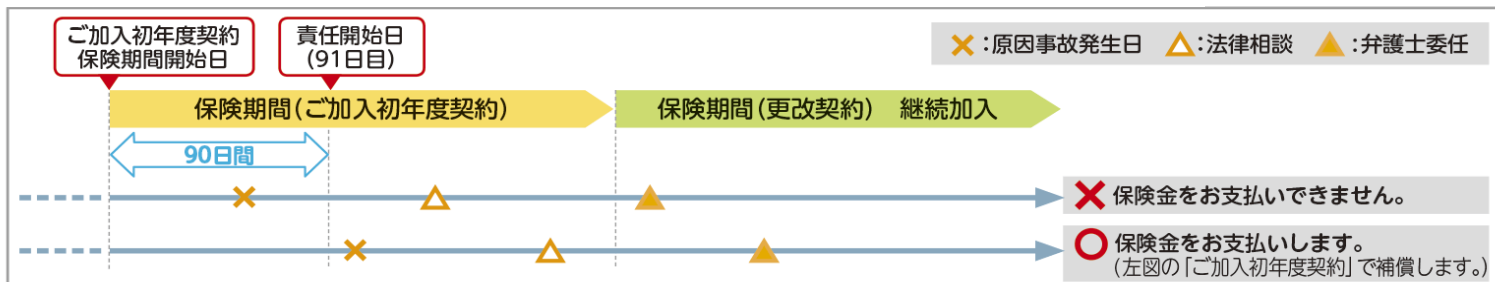 ご加入初年度契約
保険期間開始日
責任開始日
(91日目)
×:原因事故発生日 △:法律相談 ▲:弁護士委任
保険期間(ご加入初年度契約)
保険期間(更改契約) 継続加入
90日間
保険金をお支払いできません。
保険金をお支払いします。
(左図の「ご加入初年度契約」で補償します。)